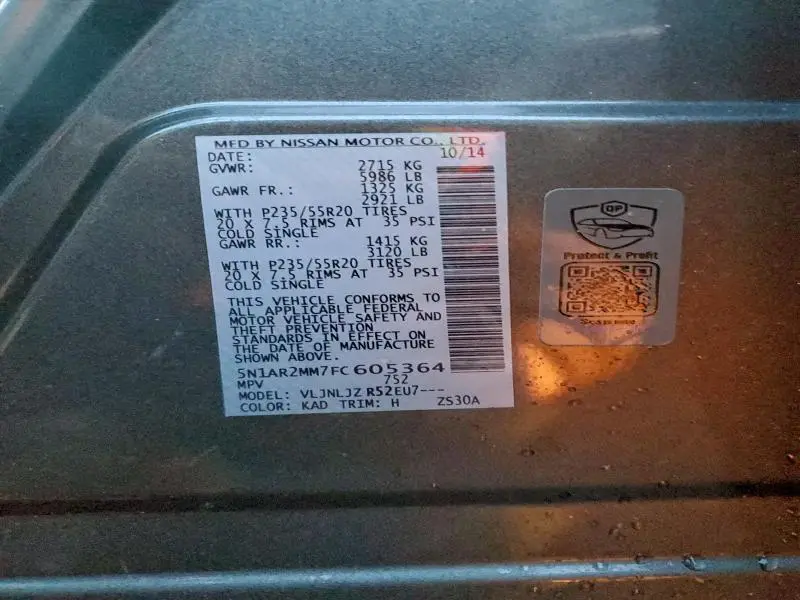 MFD BY NISSAN MOTOR CO., LTD.
DATE: 10/14
GVWR: 2715 KG
5986 LB
GAWR FR.: 1325 KG
2921 LB
WITH P235/55R20 TIRES
20 X 7.5 RIMS AT 35 PSI
COLD SINGLE
GAWR RR.: 1415 KG
3120 LB
WITH P235/55R20 TIRES
20 X 7.5 RIMS AT 35 PSI
COLD SINGLE
THIS VEHICLE CONFORMS TO
ALL APPLICABLE FEDERAL
MOTOR VEHICLE SAFETY AND
THEFT PREVENTION
STANDARDS IN EFFECT ON
THE DATE OF MANUFACTURE
SHOWN ABOVE.
5N1AR2MM7FC605364
MPV 752
MODEL: VLJNLJZ R52EU7---
COLOR: KAD TRIM: H ZS30A
Protect & Profit